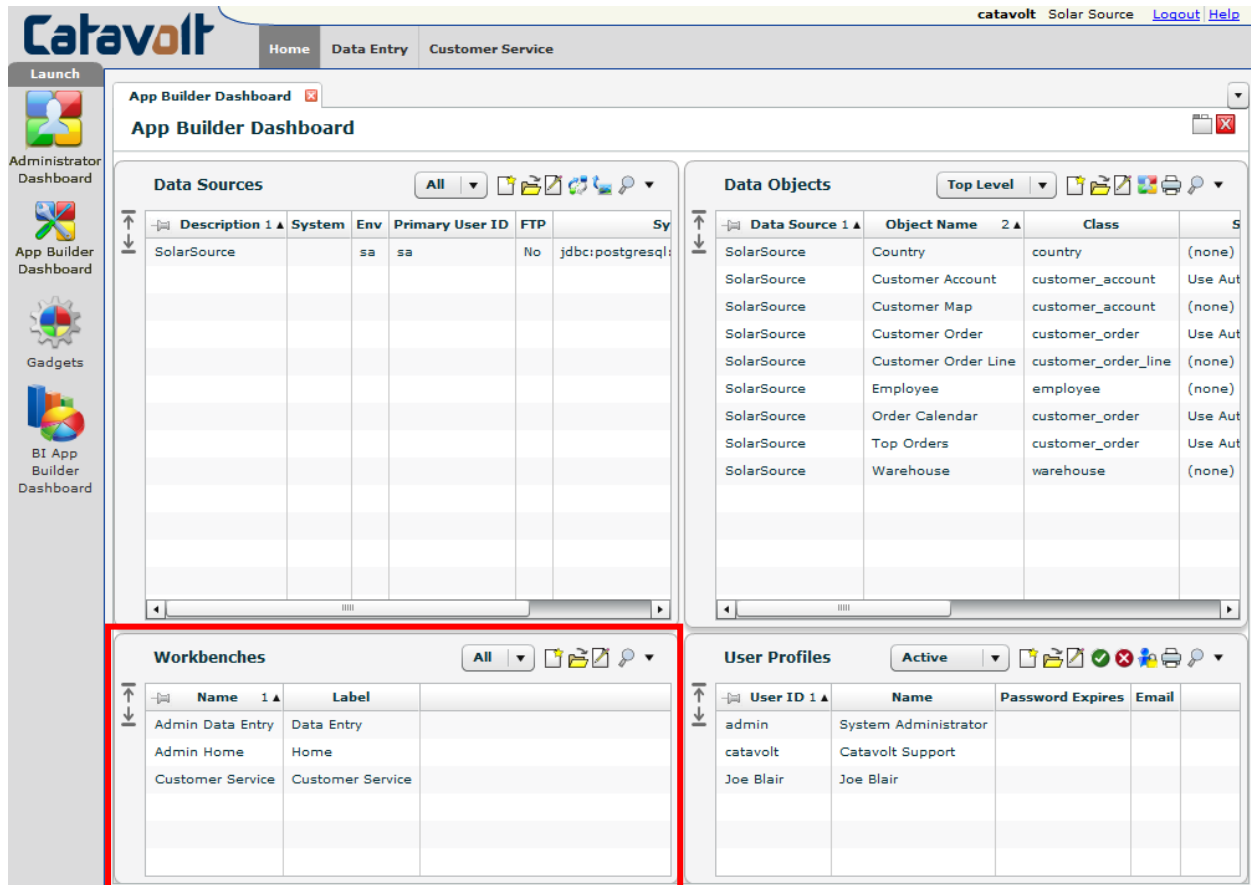 catavolt Solar Source Logout Help
Catavolt
Home Data Entry Customer Service
Launch
Administrator
Dashboard
App Builder
Dashboard
Gadgets
BI App
Builder
Dashboard
App Builder Dashboard
App Builder Dashboard
Data Sources All
Description 1 System Env Primary User ID FTP Sy
SolarSource sa sa No jdbc:postgresql:
Data Objects Top Level
Data Source 1 Object Name 2 Class S
SolarSource Country country (none)
SolarSource Customer Account customer_account Use Aut
SolarSource Customer Map customer_account (none)
SolarSource Customer Order customer_order Use Aut
SolarSource Customer Order Line customer_order_line (none)
SolarSource Employee employee (none)
SolarSource Order Calendar customer_order Use Aut
SolarSource Top Orders customer_order Use Aut
SolarSource Warehouse warehouse (none)
Workbenches All
Name 1 Label
Admin Data Entry Data Entry
Admin Home Home
Customer Service Customer Service
User Profiles Active
User ID 1 Name Password Expires Email
admin System Administrator
catavolt Catavolt Support
Joe Blair Joe Blair